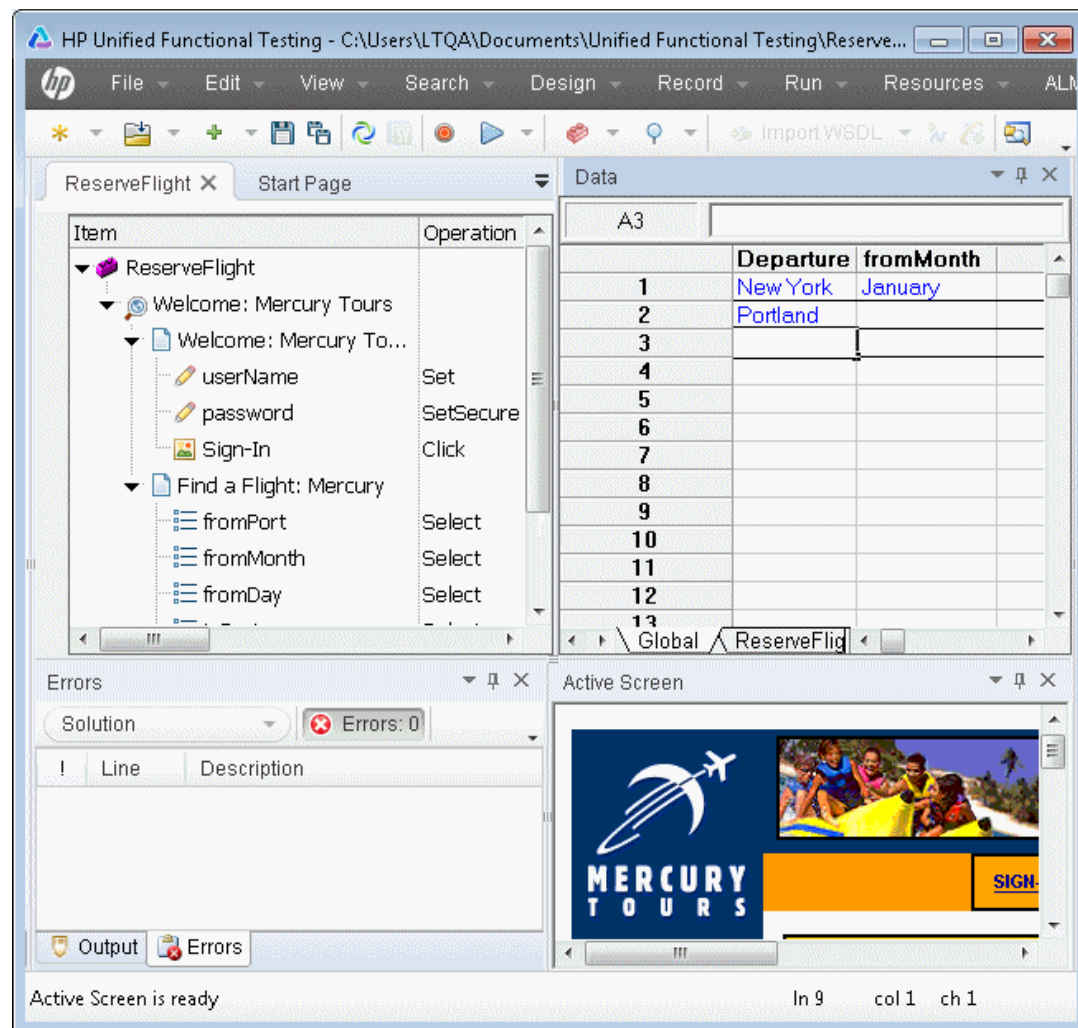 HP Unified Functional Testing - C:\Users\LTQA\Documents\Unified Functional Testing\Reserve...
hp File Edit View Search Design Record Run Resources ALM
Import WSDL
ReserveFlight Start Page
Data
A3
Item Operation
ReserveFlight
Welcome: Mercury Tours
Welcome: Mercury To...
userName Set
password SetSecure
Sign-In Click
Find a Flight: Mercury
fromPort Select
fromMonth Select
fromDay Select
Departure fromMonth
1 New York January
2 Portland
3
4
5
6
7
8
9
10
11
12
13
Global ReserveFlig
Errors
Solution Errors: 0
! Line Description
Output Errors
Active Screen
MERCURY
TOURS
SIGN-
Active Screen is ready ln 9 col 1 ch 1